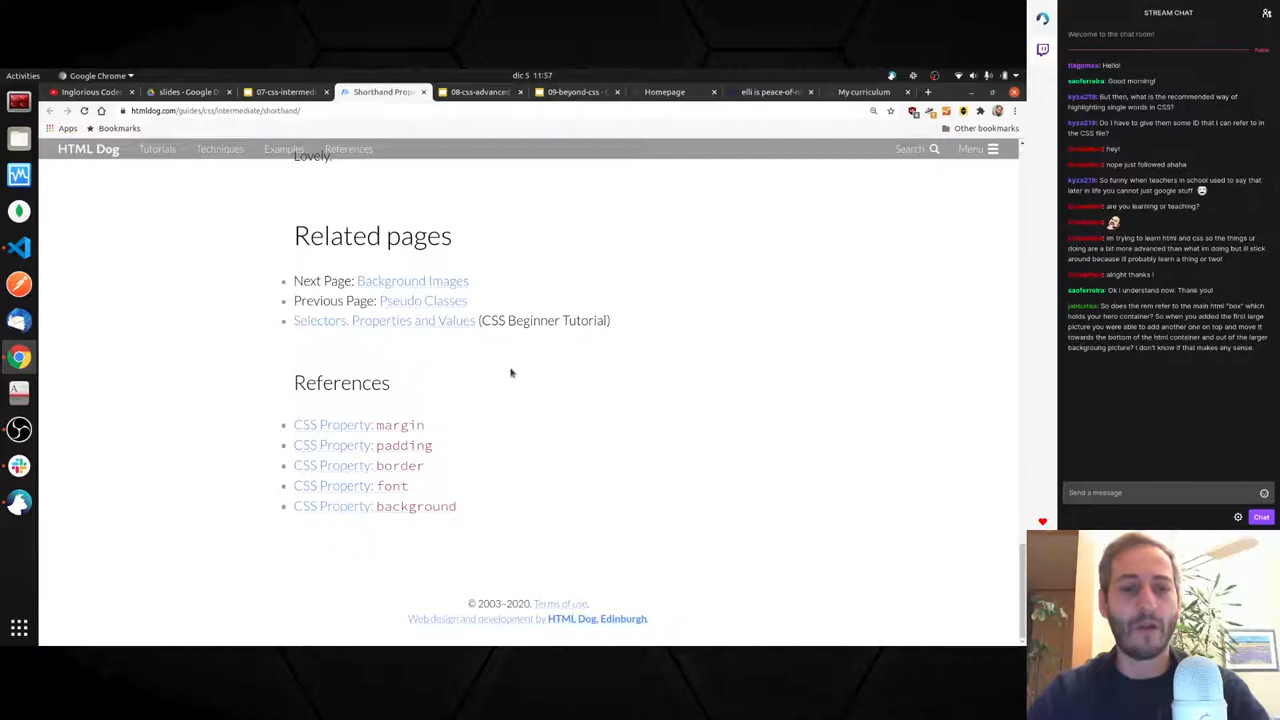 Activities
Google Chrome
dic 5 11:57
Inglorious Coder
slides - Google D
07-css-intermed
Shorthand Prope
08-css-advanced
09-beyond-css - C
Homepage
elli is peace-of-m
My curriculum
htmldog.com/guides/css/intermediate/shorthand/
Apps
Bookmarks
Other bookmarks
HTML Dog
Tutorials
Techniques
Examples
References
Search
Menu
Lovely.
Related pages
Next Page: Background Images
Previous Page: Pseudo Classes
Selectors, Properties and Values (CSS Beginner Tutorial)
References
CSS Property: margin
CSS Property: padding
CSS Property: border
CSS Property: font
CSS Property: background
© 2003–2020. Terms of use.
Web design and development by HTML Dog, Edinburgh.
STREAM CHAT
Welcome to the chat room!
New
tiagomxx: Hello!
saoferreira: Good morning!
kyza219: But then, what is the recommended way of
highlighting single words in CSS?
kyza219: Do I have to give them some ID that I can refer to in
the CSS file?
hey!
nope just followed ahaha
kyza219: So funny when teachers in school used to say that
later in life you cannot just google stuff
are you learning or teaching?
im trying to learn html and css so the things ur
doing are a bit more advanced than what im doing but ill stick
around because ill probably learn a thing or two!
alright thanks !
saoferreira: Ok I understand now. Thank you!
jabbataa: So does the rem refer to the main html "box" which
holds your hero container? So when you added the first large
picture you were able to add another one on top and move it
towards the bottom of the html container and out of the larger
backgroung picture? I don't know if that makes any sense.
Send a message
Chat